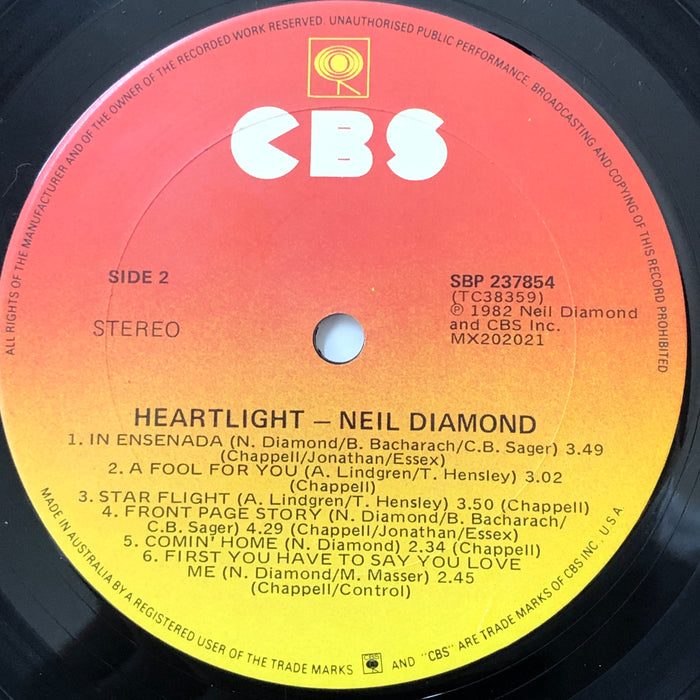 ALL RIGHTS OF THE MANUFACTURER AND OF THE OWNER OF THE RECORDED WORK RESERVED. UNAUTHORISED PUBLIC PERFORMANCE, BROADCASTING AND COPYING OF THIS RECORD PROHIBITED
CBS
SIDE 2
STEREO
SBP 237854
(TC38359)
℗ 1982 Neil Diamond
and CBS Inc.
MX202021
HEARTLIGHT – NEIL DIAMOND
1. IN ENSENADA (N. Diamond/B. Bacharach/C.B. Sager) 3.49
(Chappell/Jonathan/Essex)
2. A FOOL FOR YOU (A. Lindgren/T. Hensley) 3.02
(Chappell)
3. STAR FLIGHT (A. Lindgren/T. Hensley) 3.50 (Chappell)
4. FRONT PAGE STORY (N. Diamond/B. Bacharach/
C.B. Sager) 4.29 (Chappell/Jonathan/Essex)
5. COMIN' HOME (N. Diamond) 2.34 (Chappell)
6. FIRST YOU HAVE TO SAY YOU LOVE
ME (N. Diamond/M. Masser) 2.45
(Chappell/Control)
MADE IN AUSTRALIA BY A REGISTERED USER OF THE TRADE MARKS CBS AND "CBS" ARE TRADE MARKS OF CBS INC., U.S.A.